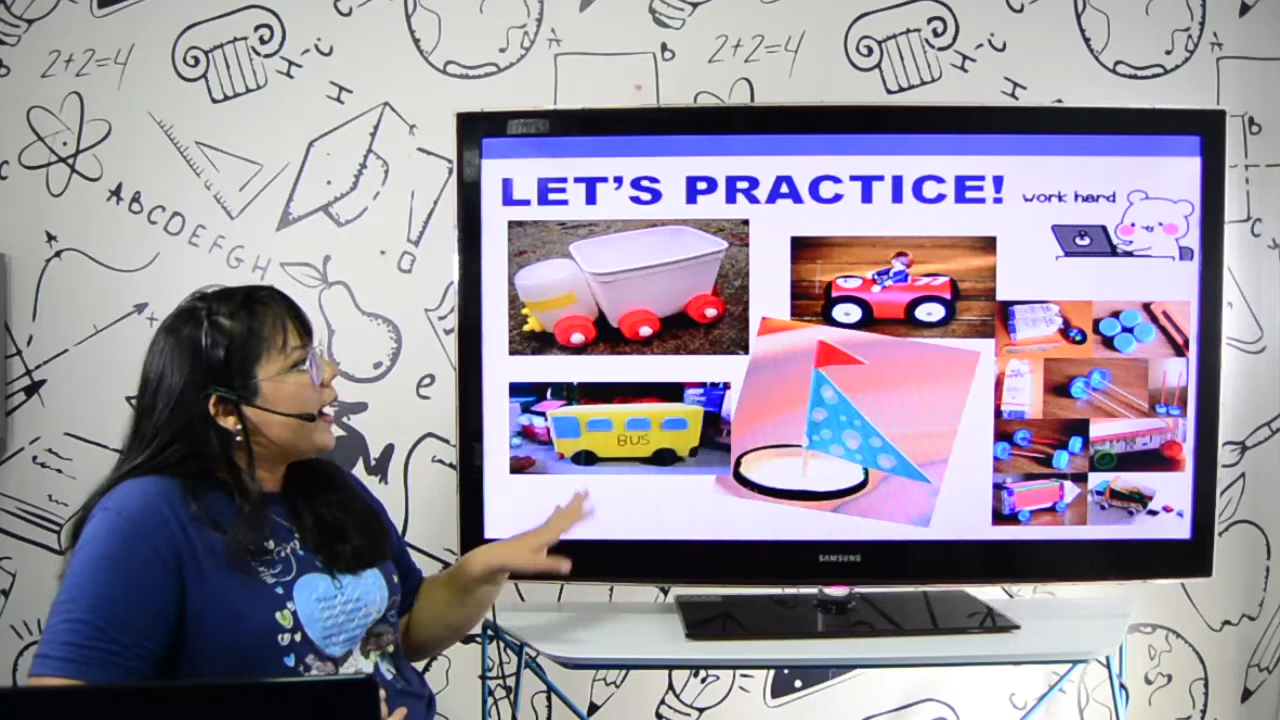 2+2=4
2+2=4
A
B
A
B
H
H
ABCDEFGH
C
e
LET'S PRACTICE!
work hard
BUS
SAMSUNG